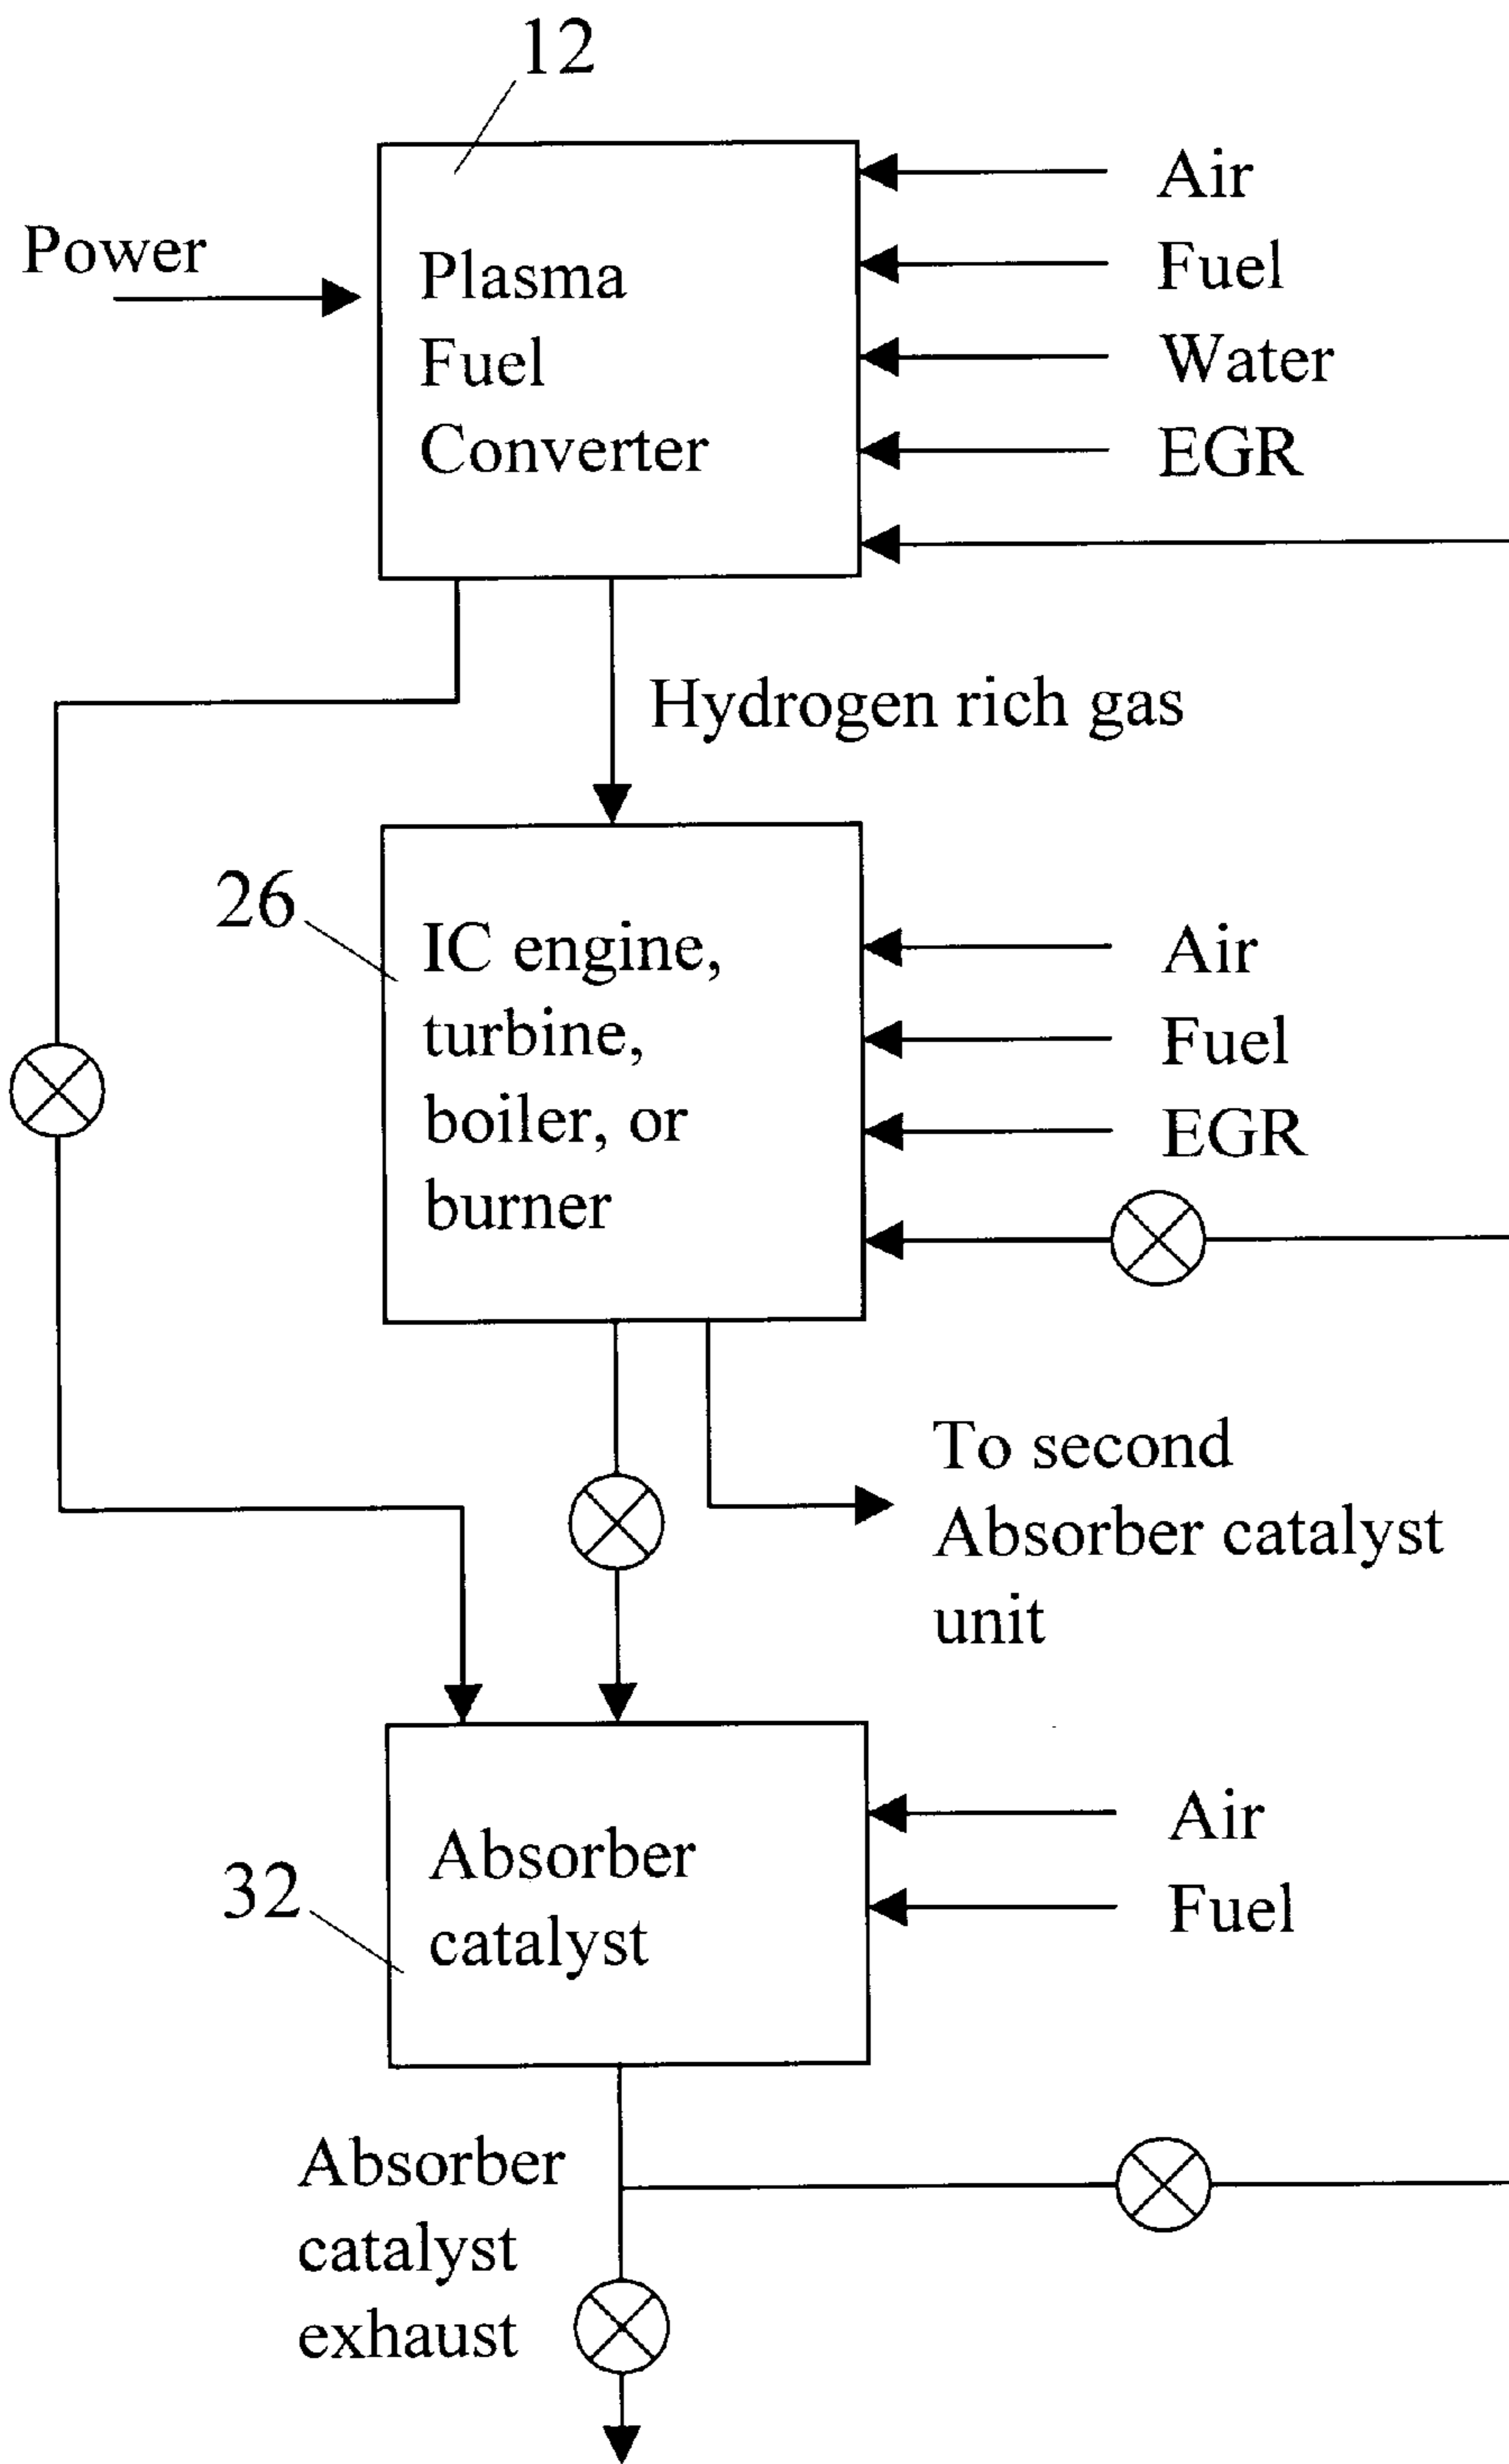 12
Power
Plasma
Fuel
Converter
Air
Fuel
Water
EGR
Hydrogen rich gas
26
IC engine,
turbine,
boiler, or
burner
Air
Fuel
EGR
To second
Absorber catalyst
unit
32
Absorber
catalyst
Air
Fuel
Absorber
catalyst
exhaust